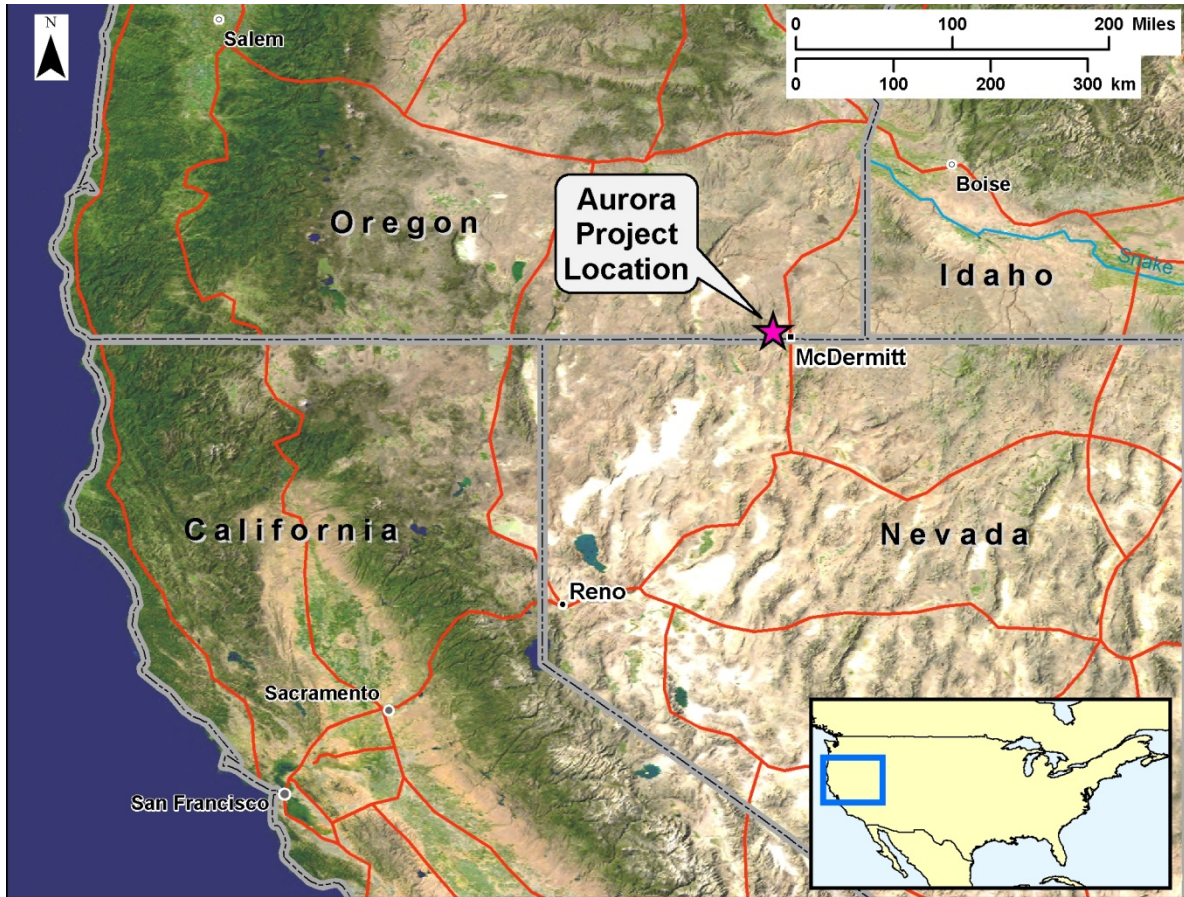 N
Salem
0 100 200 Miles
0 100 200 300 km
Boise
Aurora
Project
Location
Oregon
Snake
Idaho
McDermitt
California
Nevada
Reno
Sacramento
San Francisco